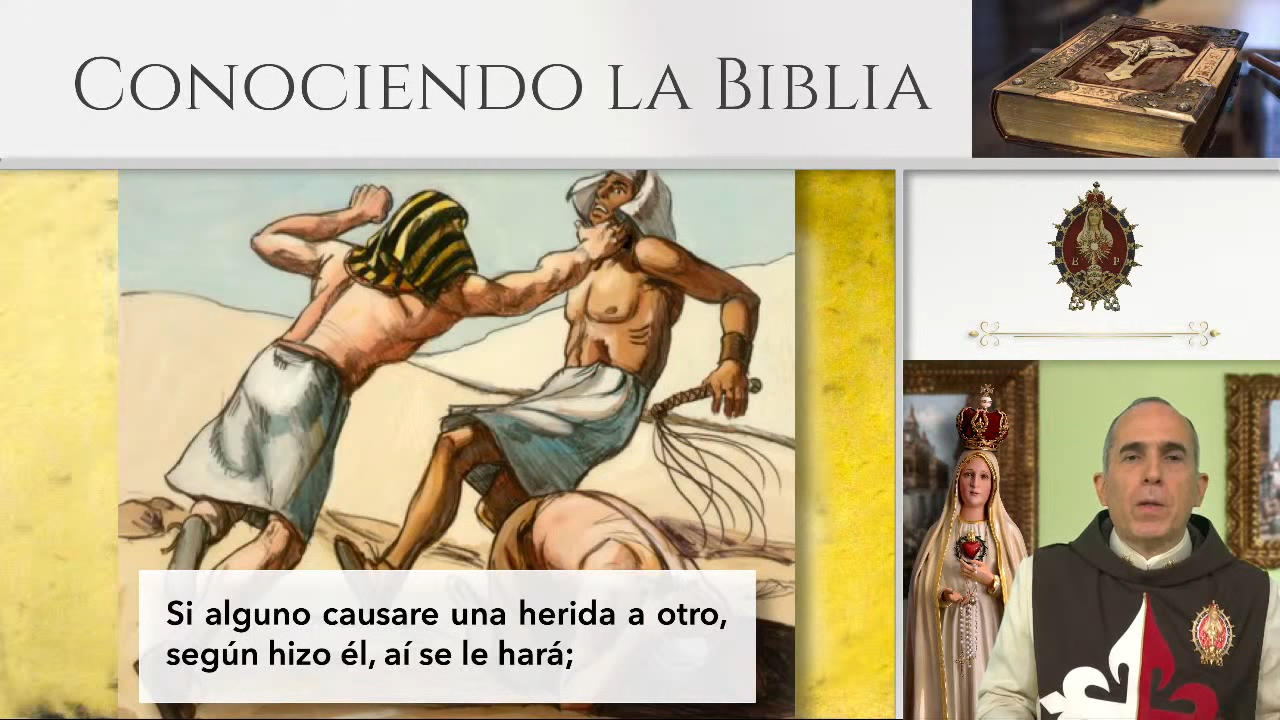 CONOCIENDO LA BIBLIA
E P
Si alguno causare una herida a otro,
según hizo él, aí se le hará;